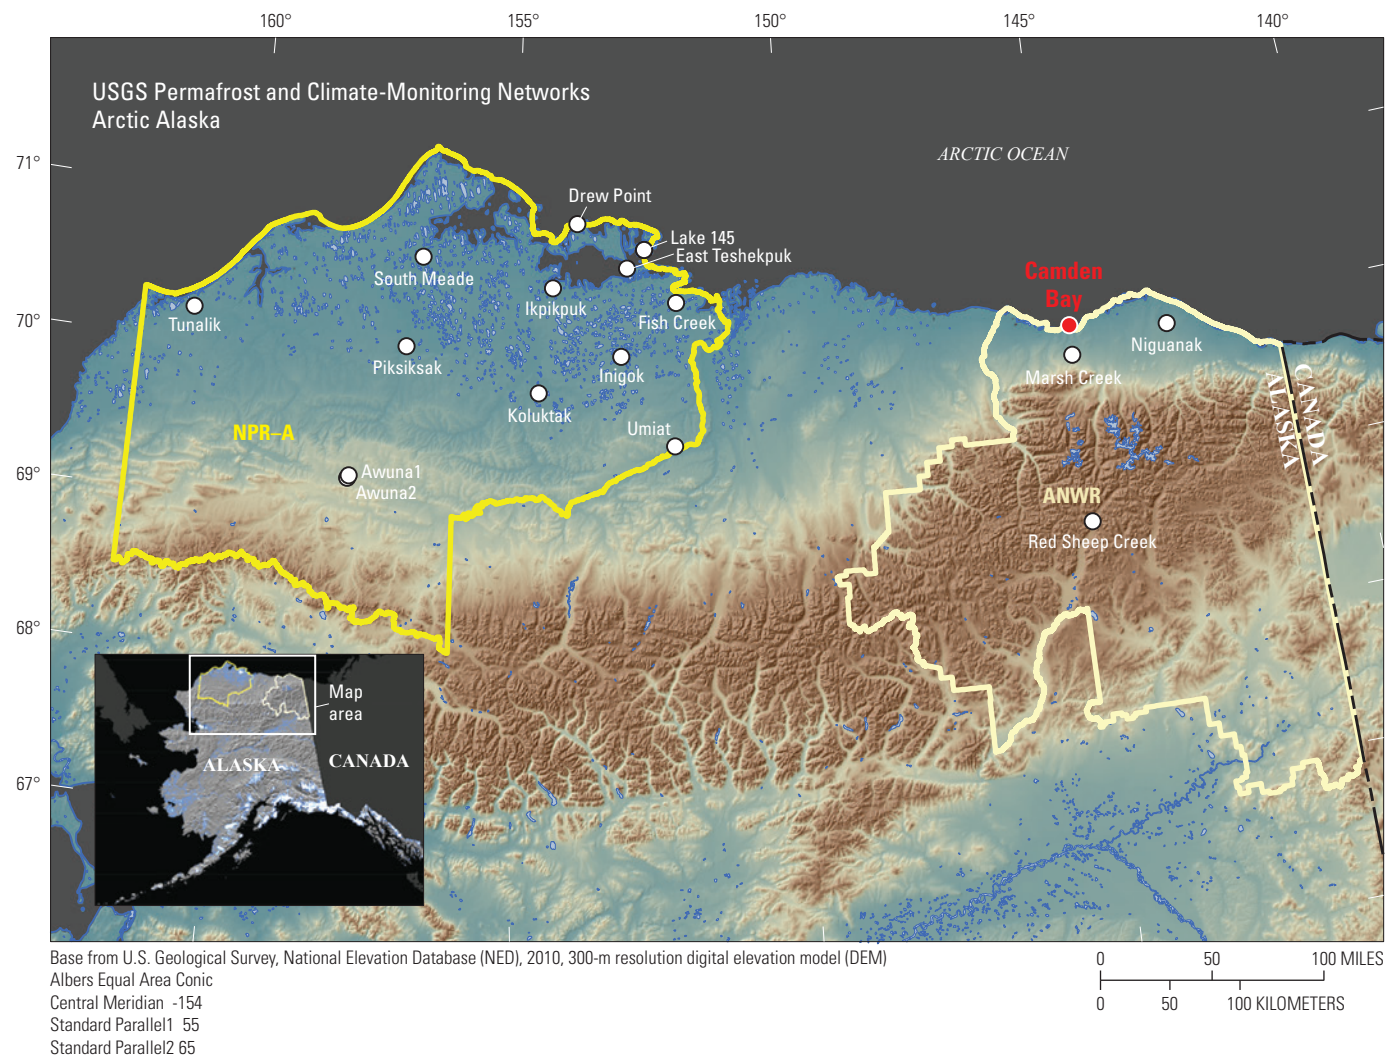 160°
155°
150°
145°
140°
USGS Permafrost and Climate-Monitoring Networks
Arctic Alaska
ARCTIC OCEAN
71°
70°
69°
68°
67°
Drew Point
Lake 145
East Teshekpuk
South Meade
Ikpikpuk
Fish Creek
Tunalik
Piksiksak
Inigok
Koluktak
Umiat
NPR–A
Awuna1
Awuna2
Camden
Bay
Niguanak
Marsh Creek
CANADA
ALASKA
ANWR
Red Sheep Creek
Map
area
ALASKA
CANADA
Base from U.S. Geological Survey, National Elevation Database (NED), 2010, 300-m resolution digital elevation model (DEM)
Albers Equal Area Conic
Central Meridian -154
Standard Parallel1 55
Standard Parallel2 65
0 50 100 MILES
0 50 100 KILOMETERS